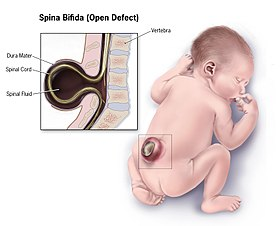 Spina Bifida (Open Defect)
Vertebra
Dura Mater
Spinal Cord
Spinal Fluid